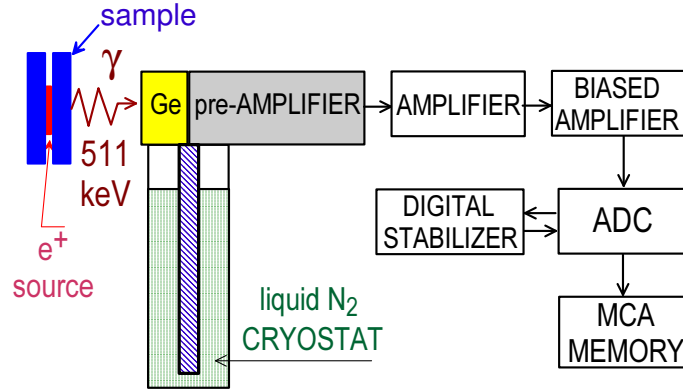 sample
γ
511
keV
e+
source
Ge
pre-AMPLIFIER
AMPLIFIER
BIASED
AMPLIFIER
DIGITAL
STABILIZER
ADC
MCA
MEMORY
liquid N2
CRYOSTAT